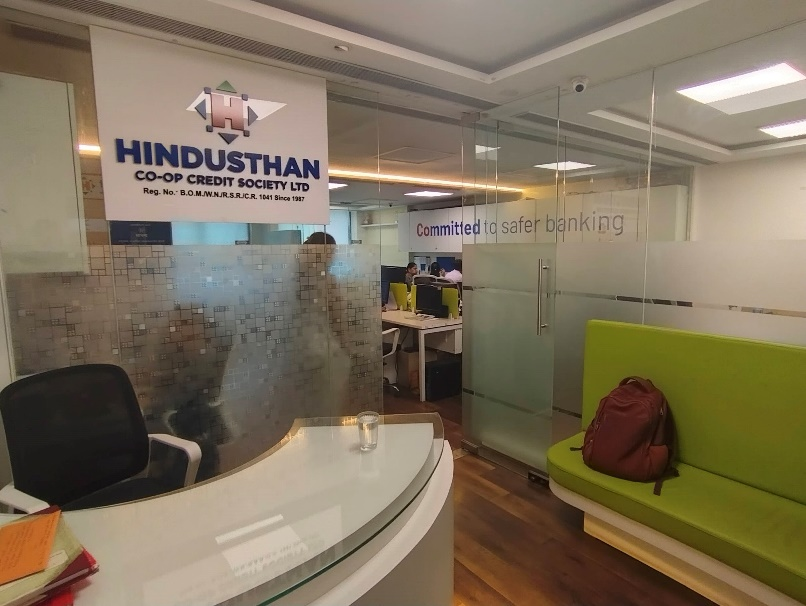 H
HINDUSTHAN
CO-OP CREDIT SOCIETY LTD
Reg. No.- B.O.M./W.N./R.S.R./C.R. 1041 Since 1987
Committed to safer banking